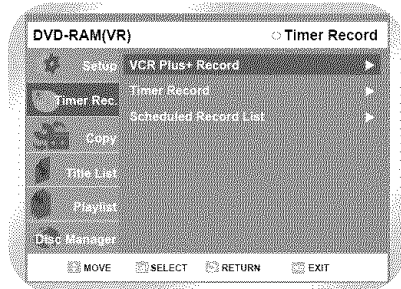 DVD-RAM(VR) Timer Record
Setup VCR Plus+ Record
Timer Rec. Timer Record
Scheduled Record List
Copy
Title List
Playlist
Disc Manager
MOVE SELECT RETURN EXIT